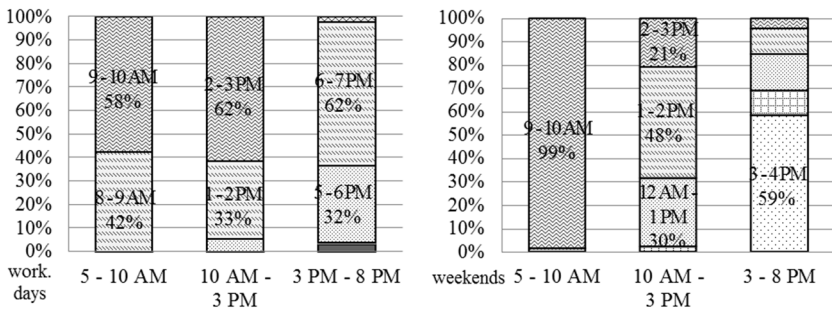 100%
90%
80%
70%
60%
50%
40%
30%
20%
10%
0%
9-10AM
58%
8-9AM
42%
2-3PM
62%
1-2PM
33%
6-7PM
62%
5-6PM
32%
work.
days
5 - 10 AM
10 AM -
3 PM
3 PM - 8 PM
100%
90%
80%
70%
60%
50%
40%
30%
20%
10%
0%
9-10AM
99%
2-3PM
21%
1-2PM
48%
12AM -
1PM
30%
3-4PM
59%
weekends
5 - 10 AM
10 AM -
3 PM
3 - 8 PM